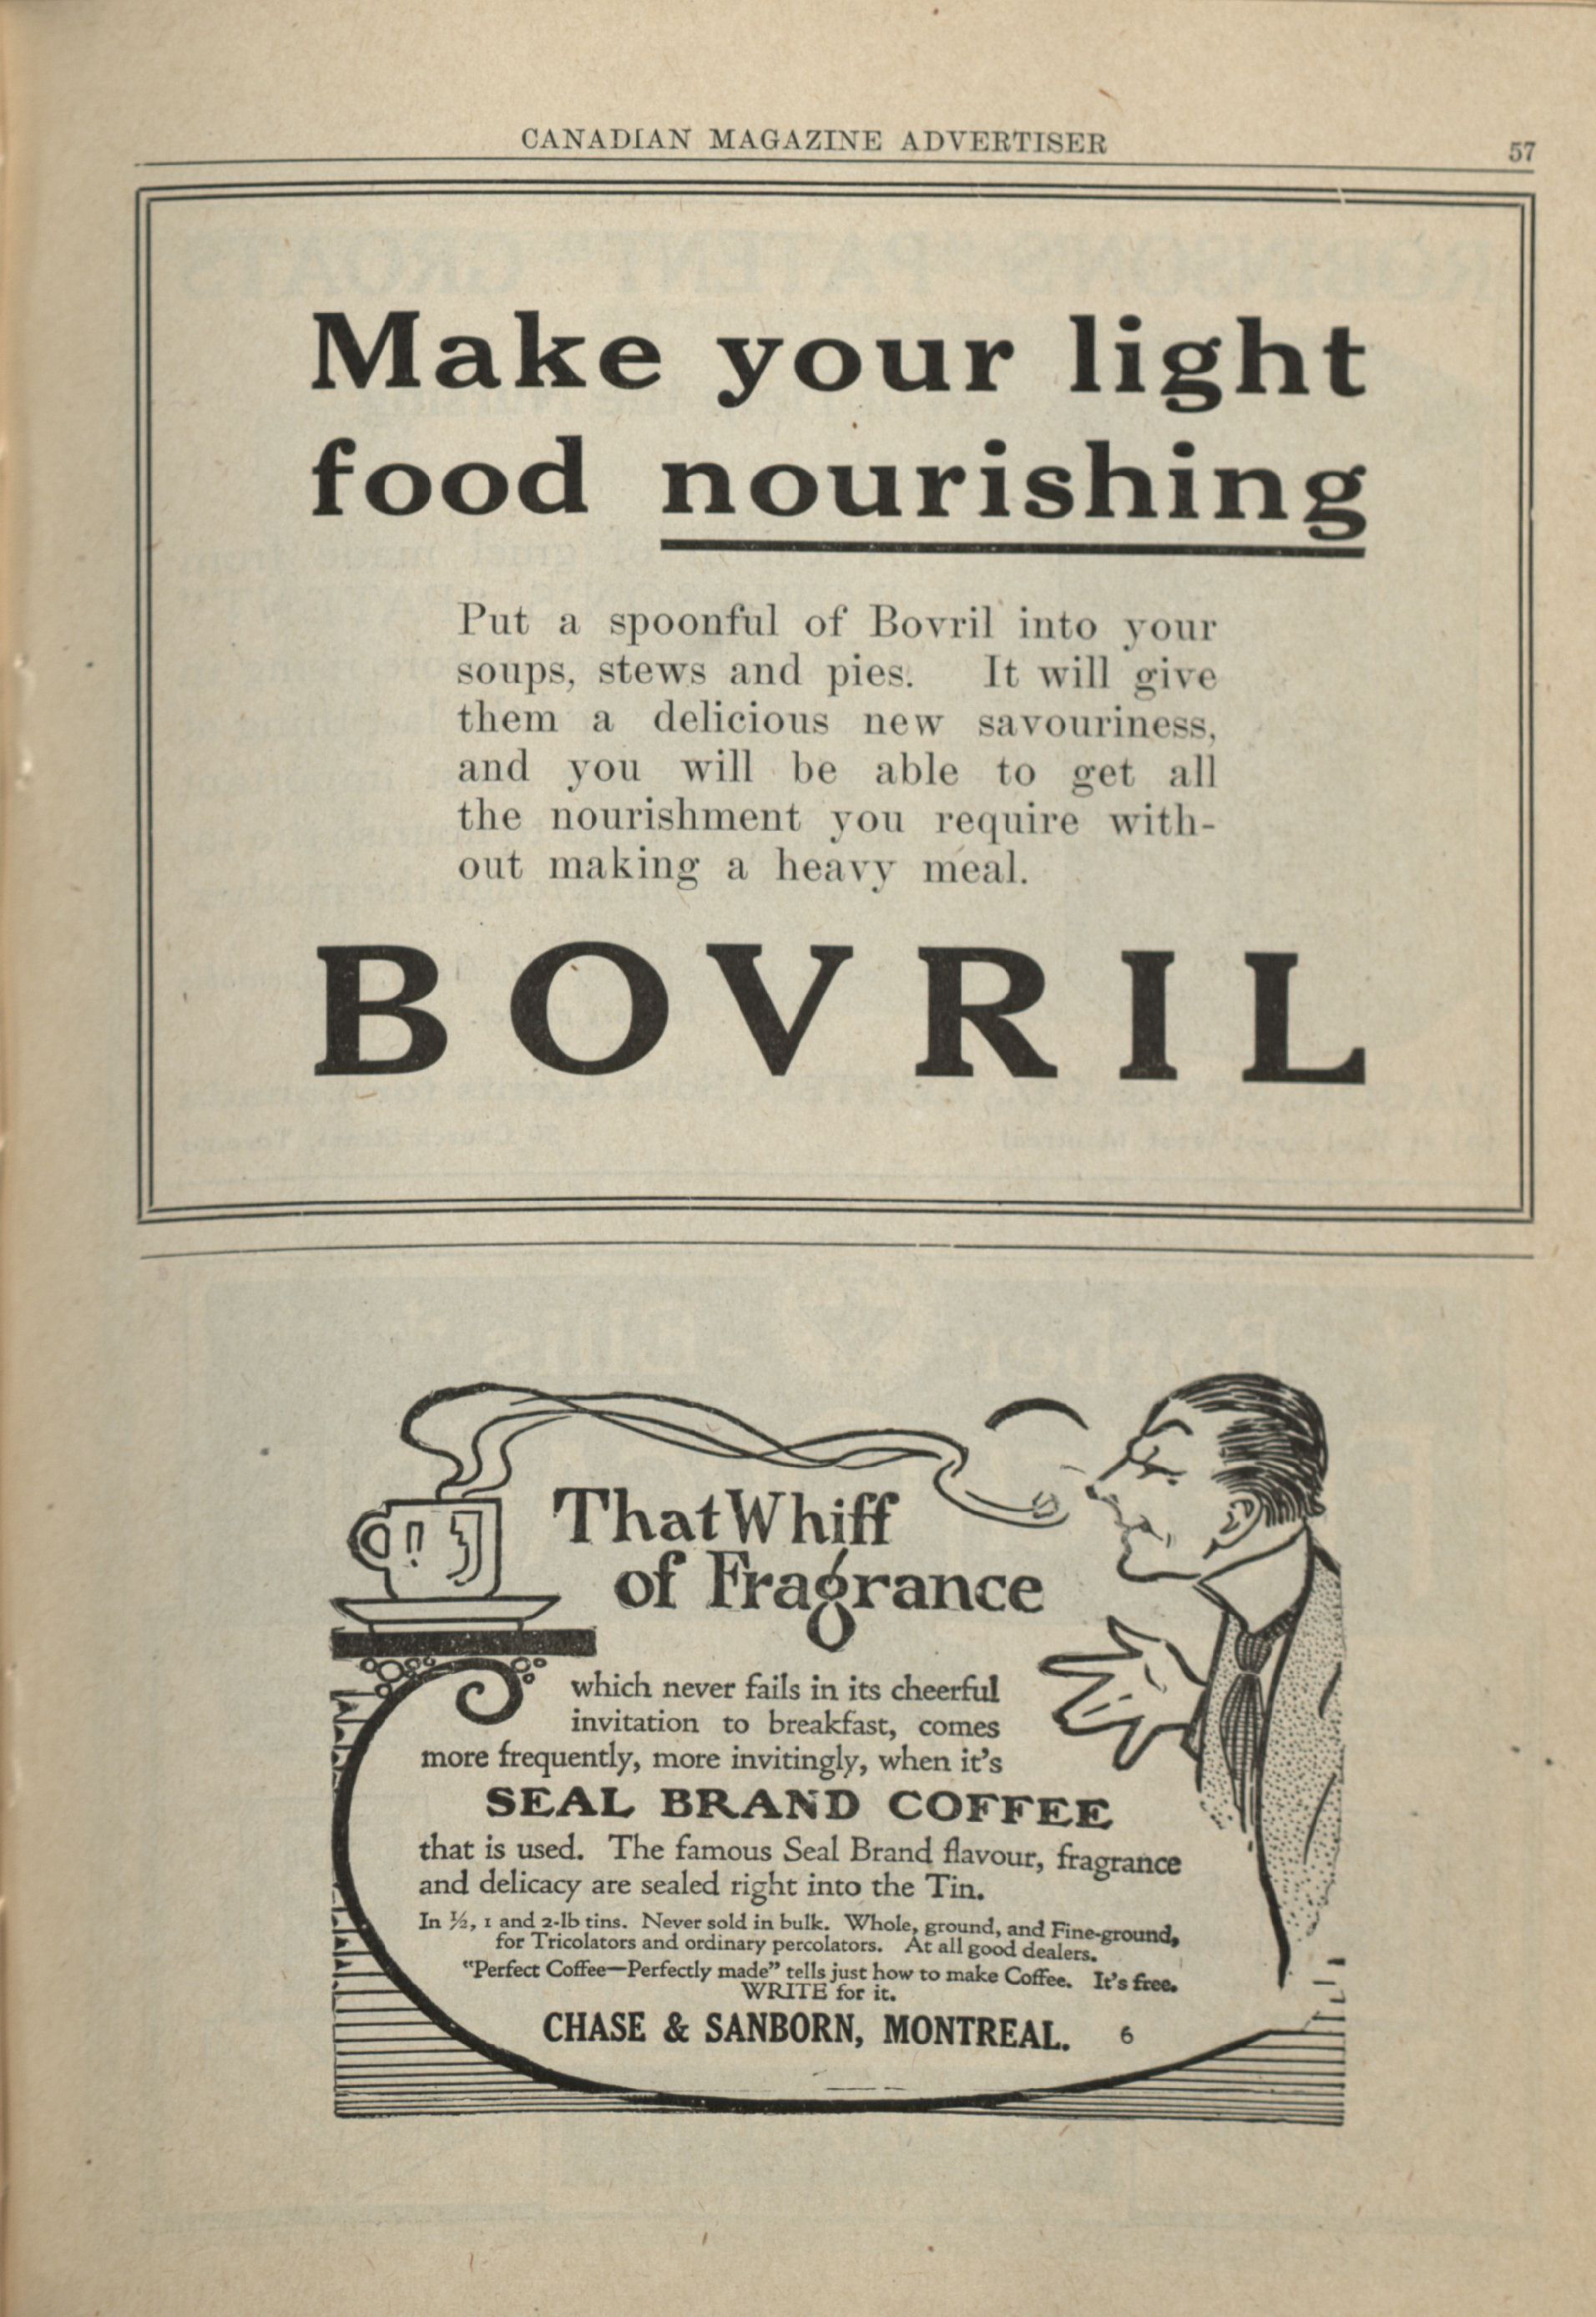 CANADIAN MAGAZINE ADVERTISER
57
Make your light
food nourishing
Put a spoonful of Bovril into your
soups, stews and pies. It will give
them a delicious new savouriness,
and you will be able to get all
the nourishment you require with-
out making a heavy meal.
BOVRIL
That Whiff
of Fragrance
which never fails in its cheerful
invitation to breakfast, comes
more frequently, more invitingly, when it's
SEAL BRAND COFFEE
that is used. The famous Seal Brand flavour, fragrance
and delicacy are sealed right into the Tin.
In ½, 1 and 2-lb tins. Never sold in bulk. Whole, ground, and Fine-ground,
for Tricolators and ordinary percolators. At all good dealers.
"Perfect Coffee—Perfectly made" tells just how to make Coffee. It's free.
WRITE for it.
CHASE & SANBORN, MONTREAL. 6